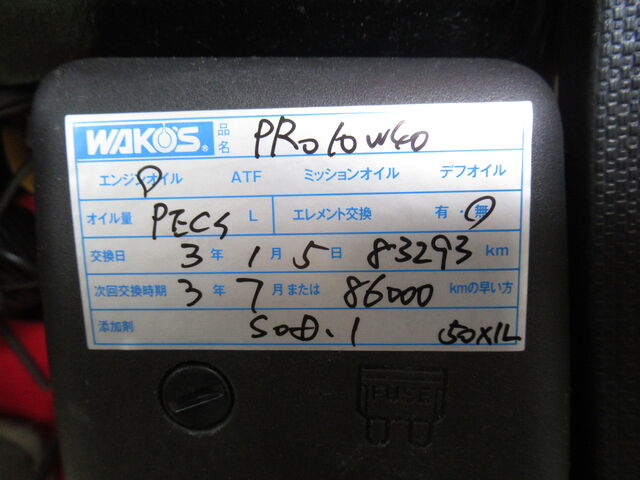 WAKO'S® 品名 PRo10w40
エンジンオイル ATF ミッションオイル デフオイル
オイル量 PECS L エレメント交換 有・無
交換日 3年 1月 5日 83293 km
次回交換時期 3年 7月または 86000 kmの早い方
添加剤 SOD.1 50X1L
FUSE